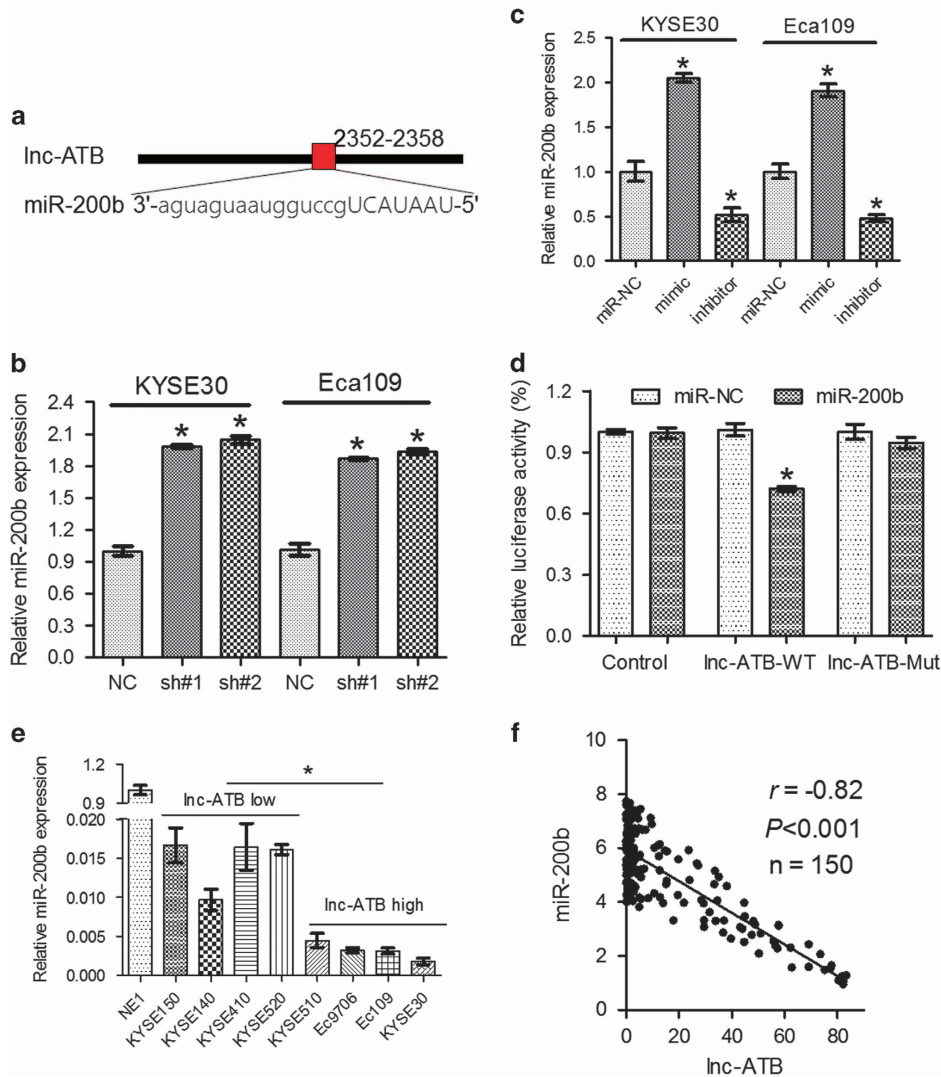 a
lnc-ATB
2352-2358
miR-200b 3'-aguaguaaugguccgUCAUAAU-5'
b
KYSE30 Eca109
Relative miR-200b expression
2.4
2.1
1.8
1.5
1.2
0.9
0.6
0.3
0.0
* * * *
NC sh#1 sh#2 NC sh#1 sh#2
c
KYSE30 Eca109
Relative miR-200b expression
2.5
2.0
1.5
1.0
0.5
0.0
* * * *
miR-NC mimic inhibitor miR-NC mimic inhibitor
d
miR-NC miR-200b
Relative luciferase activity (%)
1.2
0.9
0.6
0.3
0.0
*
Control lnc-ATB-WT lnc-ATB-Mut
e
Relative miR-200b expression
1.2
0.9
0.020
0.015
0.010
0.005
0.000
*
lnc-ATB low
lnc-ATB high
NE1 KYSE150 KYSE140 KYSE410 KYSE520 KYSE510 Ec9706 Ec109 KYSE30
f
miR-200b
10
8
6
4
2
0
r = -0.82
P<0.001
n = 150
0 20 40 60 80
lnc-ATB